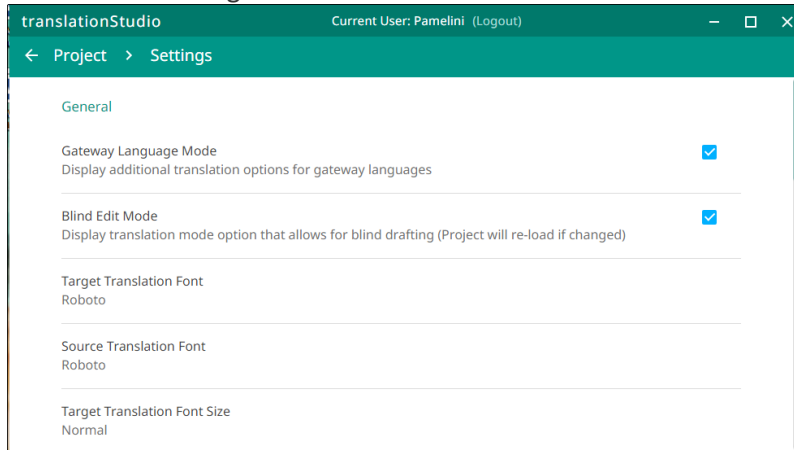 translationStudio Current User: Pamelini (Logout)
Project > Settings
General
Gateway Language Mode
Display additional translation options for gateway languages
Blind Edit Mode
Display translation mode option that allows for blind drafting (Project will re-load if changed)
Target Translation Font
Roboto
Source Translation Font
Roboto
Target Translation Font Size
Normal